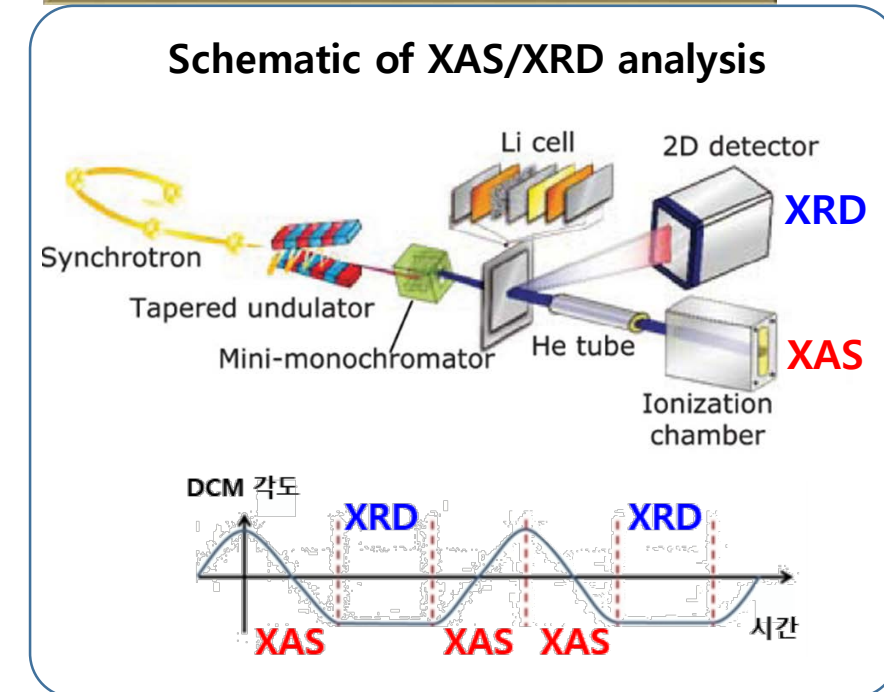 Schematic of XAS/XRD analysis
Li cell
2D detector
XRD
Synchrotron
Tapered undulator
Mini-monochromator
He tube
XAS
Ionization
chamber
DCM 각도
XRD
XRD
XAS
XAS
XAS
시간